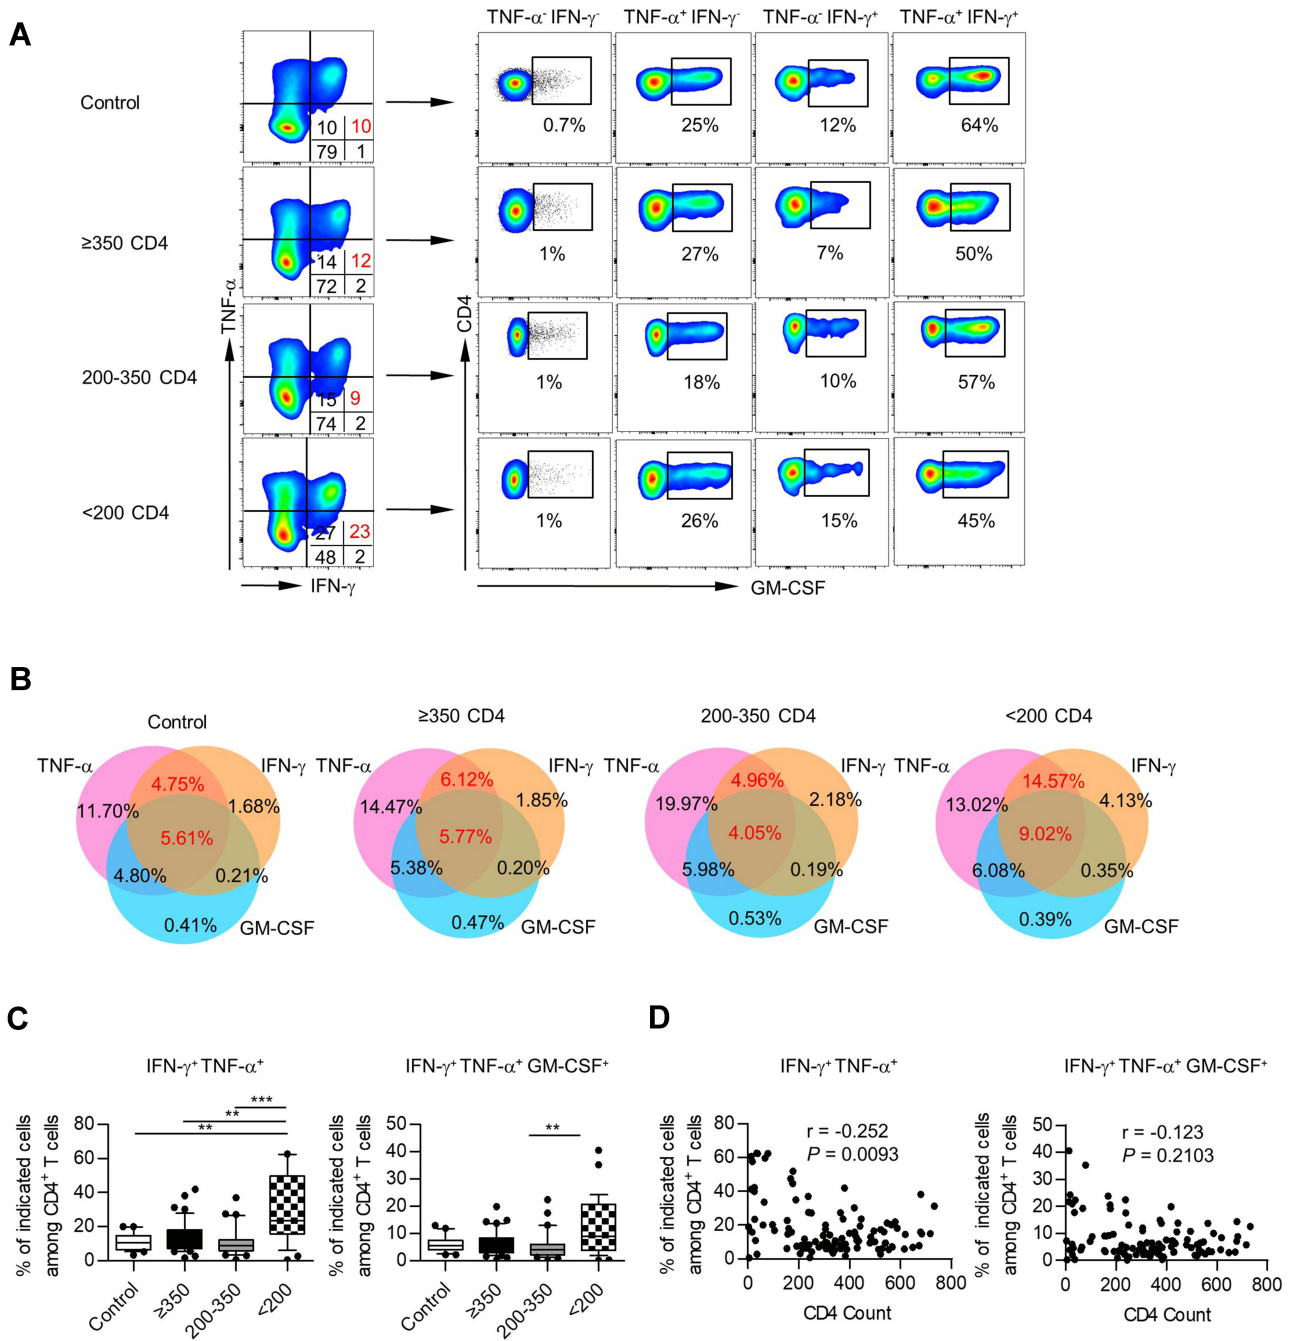 A
TNF-α⁻ IFN-γ⁻ TNF-α⁺ IFN-γ⁻ TNF-α⁻ IFN-γ⁺ TNF-α⁺ IFN-γ⁺
Control
10 10
79 1
0.7% 25% 12% 64%
≥350 CD4
14 12
72 2
1% 27% 7% 50%
TNF-α
CD4
200-350 CD4
15 9
74 2
1% 18% 10% 57%
<200 CD4
27 23
48 2
1% 26% 15% 45%
IFN-γ
GM-CSF
B
Control
TNF-α
IFN-γ
4.75%
11.70%
1.68%
5.61%
4.80%
0.21%
0.41%
GM-CSF
≥350 CD4
TNF-α
IFN-γ
6.12%
14.47%
1.85%
5.77%
5.38%
0.20%
0.47%
GM-CSF
200-350 CD4
TNF-α
IFN-γ
4.96%
19.97%
2.18%
4.05%
5.98%
0.19%
0.53%
GM-CSF
<200 CD4
TNF-α
IFN-γ
14.57%
13.02%
4.13%
9.02%
6.08%
0.35%
0.39%
GM-CSF
C
IFN-γ⁺ TNF-α⁺
% of indicated cells
among CD4⁺ T cells
80
60
40
20
0
***
**
**
Control ≥350 200-350 <200
IFN-γ⁺ TNF-α⁺ GM-CSF⁺
% of indicated cells
among CD4⁺ T cells
50
40
30
20
10
0
**
Control ≥350 200-350 <200
D
IFN-γ⁺ TNF-α⁺
% of indicated cells
among CD4⁺ T cells
r = -0.252
P = 0.0093
80
60
40
20
0
0 200 400 600 800
CD4 Count
IFN-γ⁺ TNF-α⁺ GM-CSF⁺
% of indicated cells
among CD4⁺ T cells
r = -0.123
P = 0.2103
50
40
30
20
10
0
0 200 400 600 800
CD4 Count